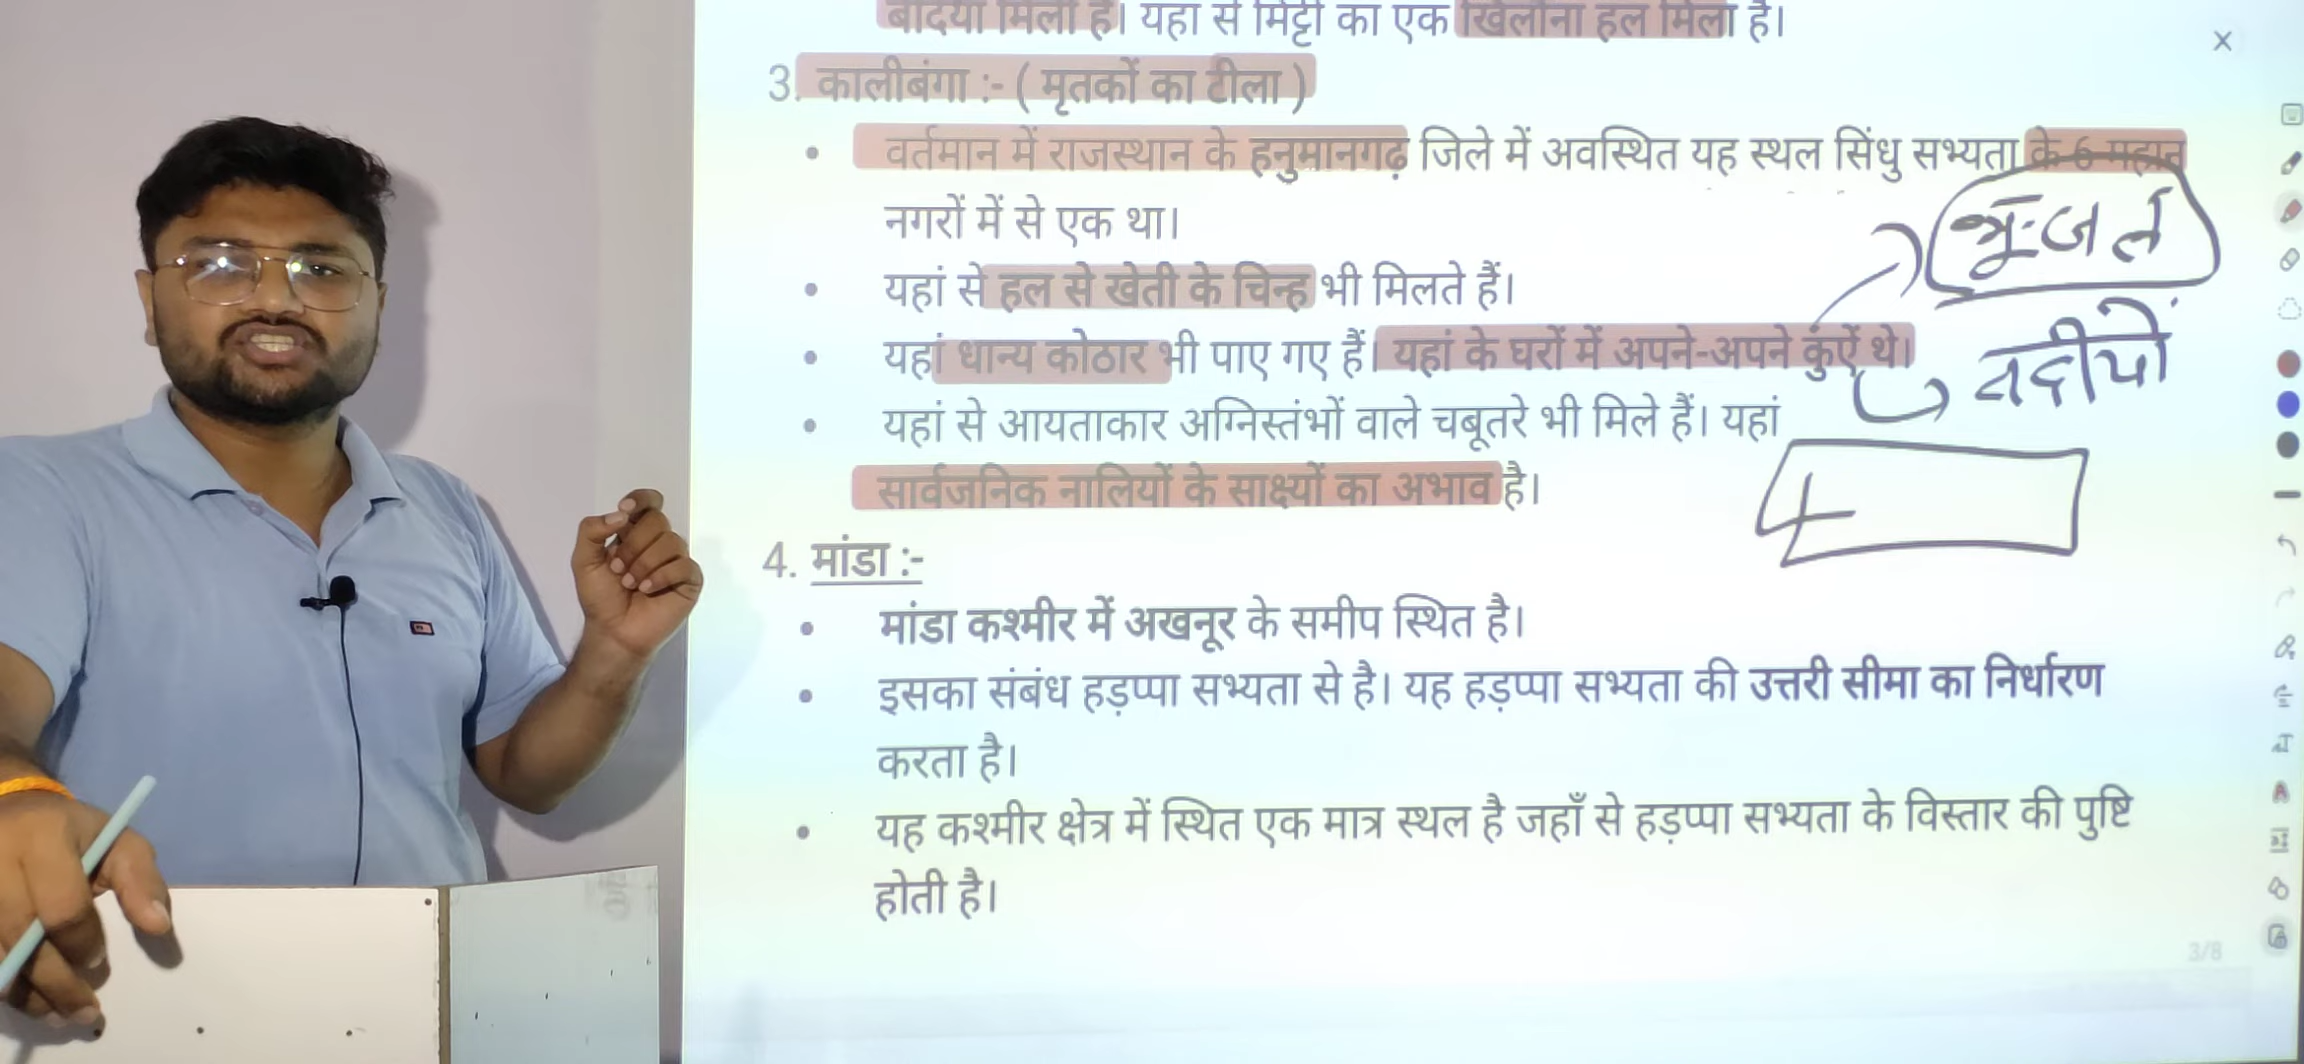 बादया मिली है। यहां से मिट्टी का एक खिलौना हल मिला है।
3. कालीबंगा :- ( मृतकों का टीला )
• वर्तमान में राजस्थान के हनुमानगढ़ जिले में अवस्थित यह स्थल सिंधु सभ्यता के 6 महान
नगरों में से एक था।
भू-जल
• यहां से हल से खेती के चिन्ह भी मिलते हैं।
• यहां धान्य कोठार भी पाए गए हैं। यहां के घरों में अपने-अपने कुंऐं थे।
नदीयों
• यहां से आयताकार अग्निस्तंभों वाले चबूतरे भी मिले हैं। यहां
सार्वजनिक नालियों के साक्ष्यों का अभाव है।
4. मांडा :-
• मांडा कश्मीर में अखनूर के समीप स्थित है।
• इसका संबंध हड़प्पा सभ्यता से है। यह हड़प्पा सभ्यता की उत्तरी सीमा का निर्धारण
करता है।
• यह कश्मीर क्षेत्र में स्थित एक मात्र स्थल है जहाँ से हड़प्पा सभ्यता के विस्तार की पुष्टि
होती है।
3/8